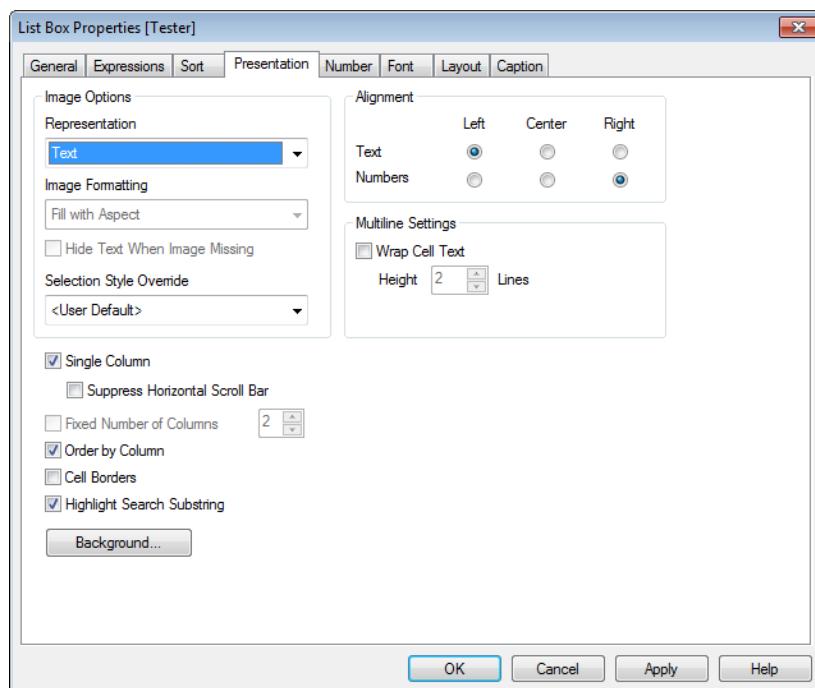 List Box Properties [Tester]
General Expressions Sort Presentation Number Font Layout Caption
Image Options
Representation
Text
Image Formatting
Fill with Aspect
Hide Text When Image Missing
Selection Style Override
<User Default>
Alignment
Left Center Right
Text
Numbers
Multiline Settings
Wrap Cell Text
Height 2 Lines
Single Column
Suppress Horizontal Scroll Bar
Fixed Number of Columns 2
Order by Column
Cell Borders
Highlight Search Substring
Background...
OK Cancel Apply Help